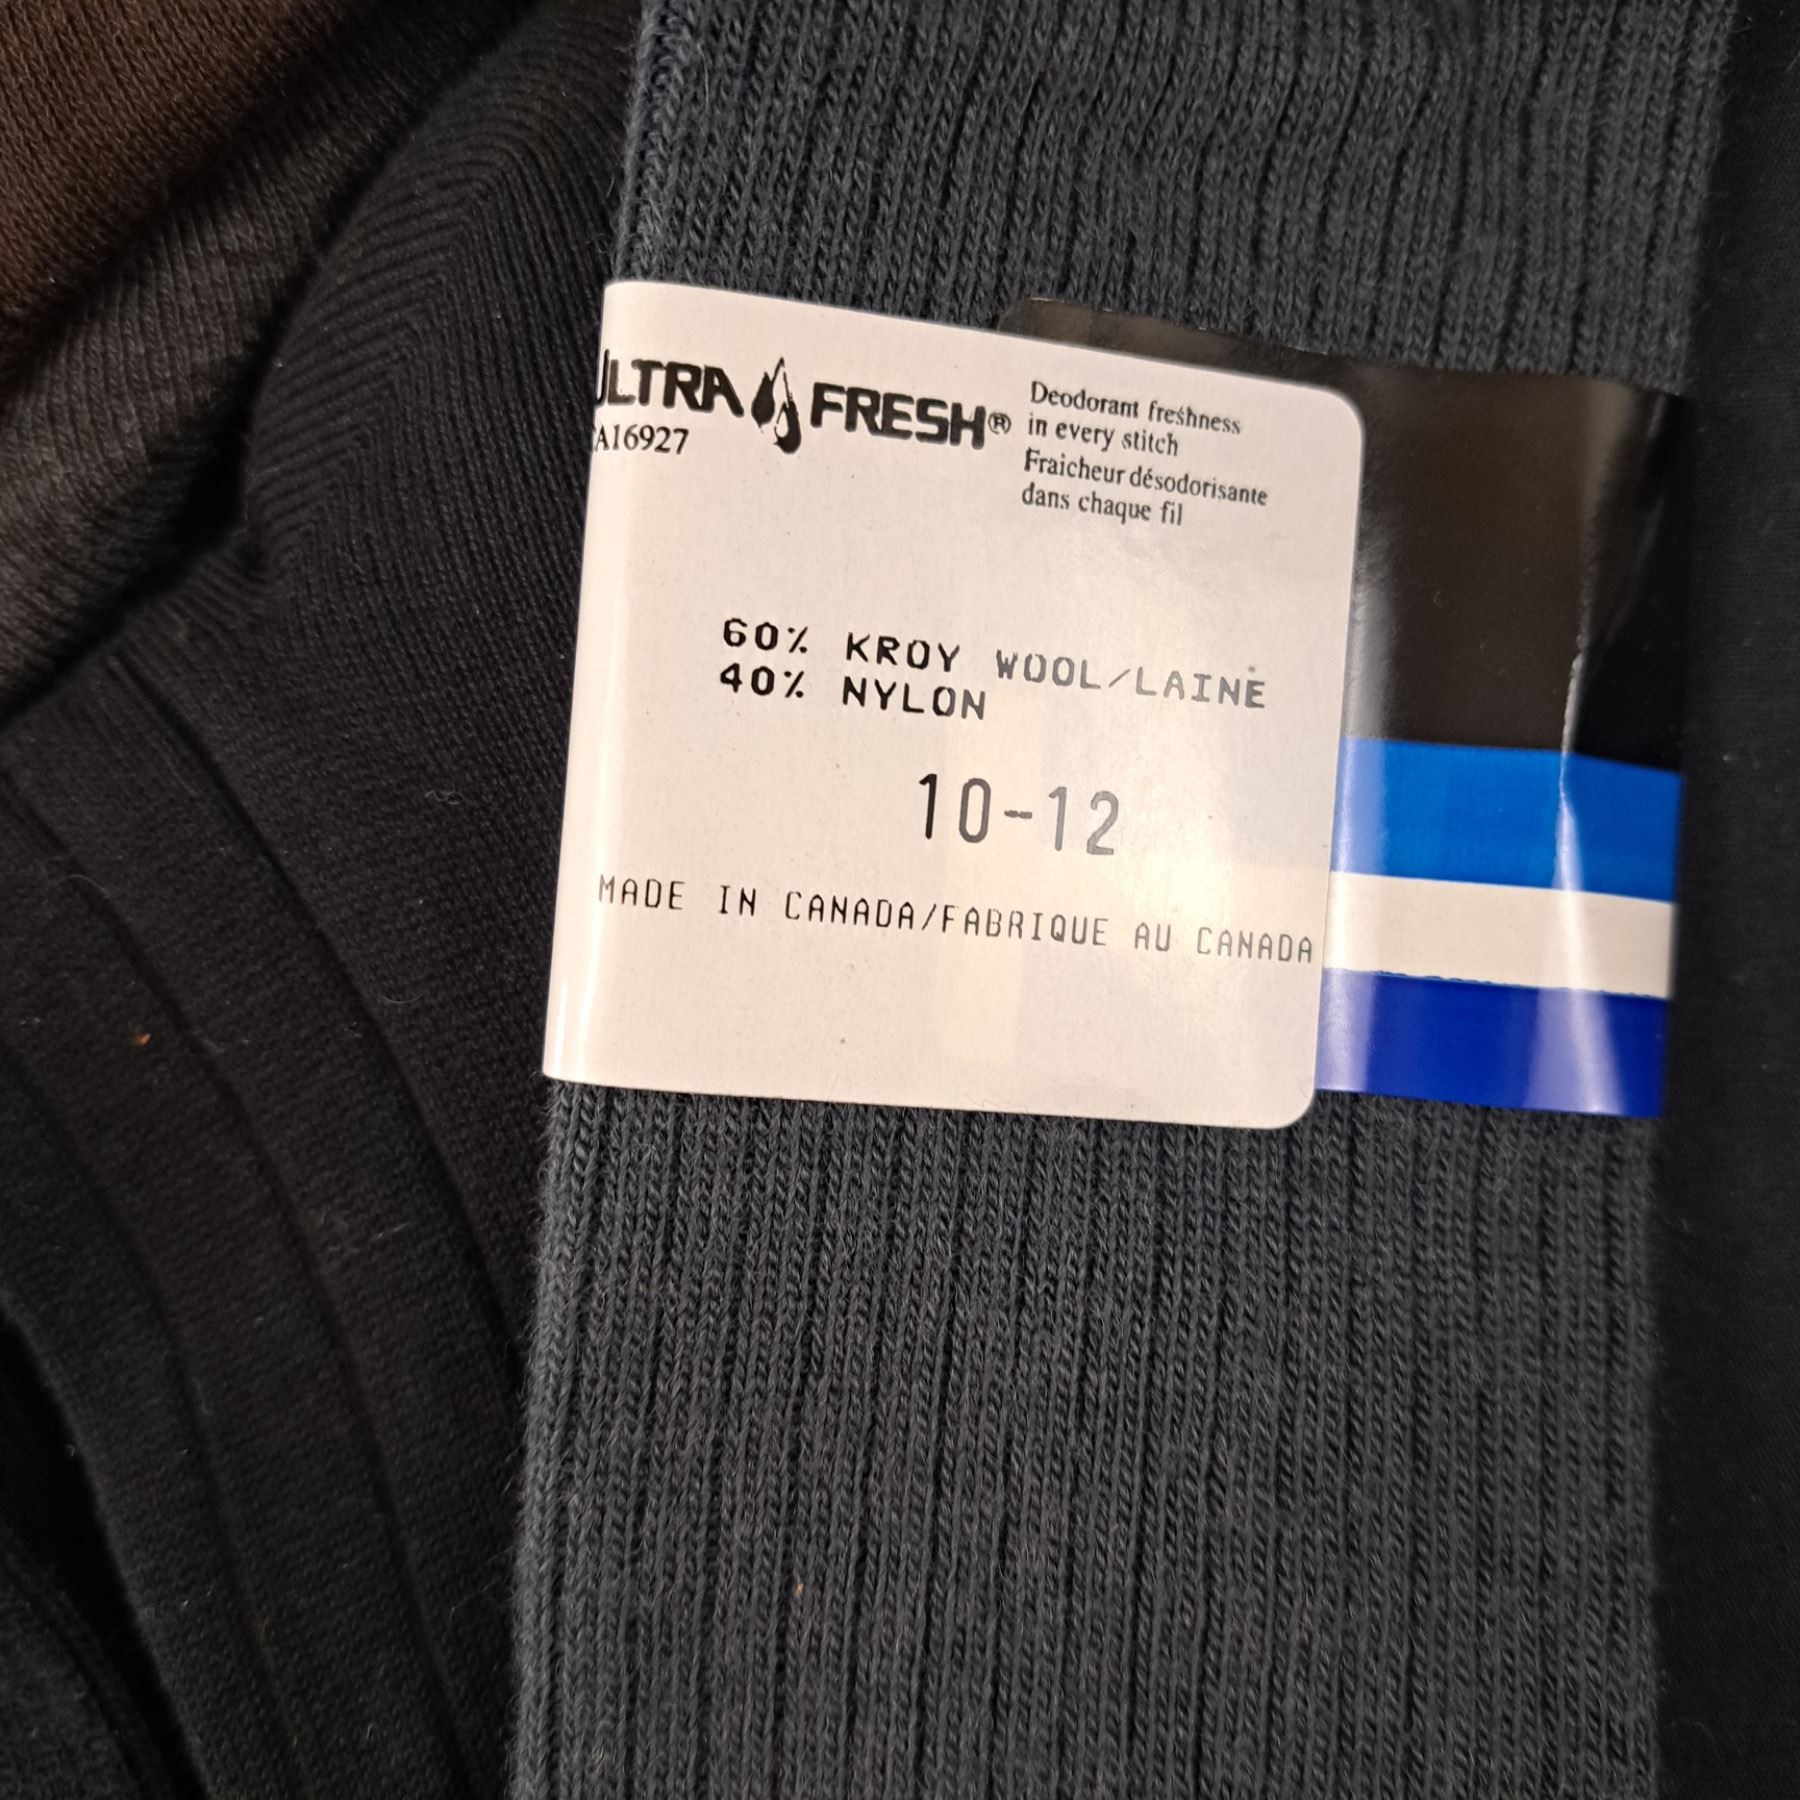 ULTRA FRESH®
CA16927
Deodorant freshness
in every stitch
Fraicheur désodorisante
dans chaque fil
60% KROY WOOL/LAINE
40% NYLON
10-12
MADE IN CANADA/FABRIQUE AU CANADA